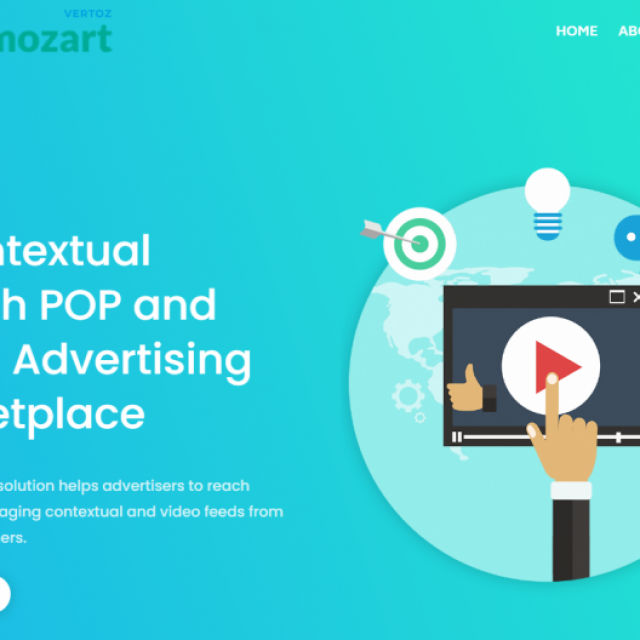 VERTOZ
mozart
HOME
ntextual
h POP and
Advertising
etplace
solution helps advertisers to reach
aging contextual and video feeds from
ers.